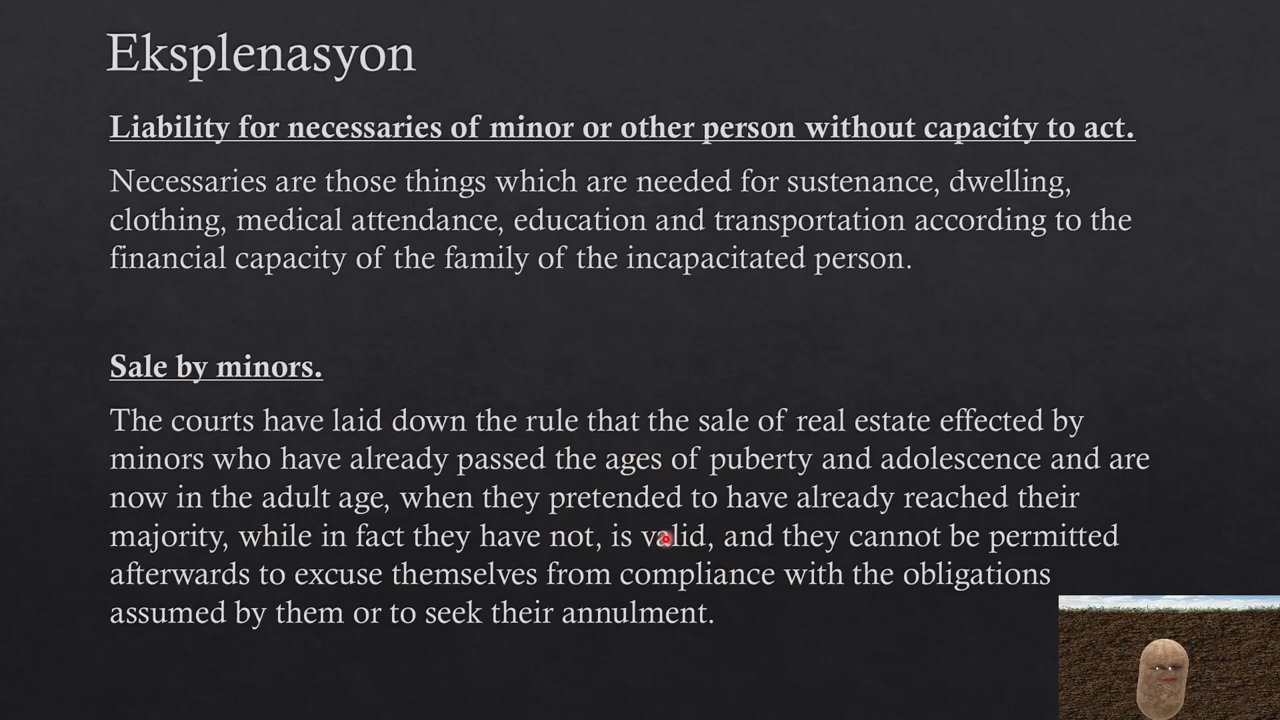 Eksplenasyon
Liability for necessaries of minor or other person without capacity to act.
Necessaries are those things which are needed for sustenance, dwelling,
clothing, medical attendance, education and transportation according to the
financial capacity of the family of the incapacitated person.
Sale by minors.
The courts have laid down the rule that the sale of real estate effected by
minors who have already passed the ages of puberty and adolescence and are
now in the adult age, when they pretended to have already reached their
majority, while in fact they have not, is valid, and they cannot be permitted
afterwards to excuse themselves from compliance with the obligations
assumed by them or to seek their annulment.